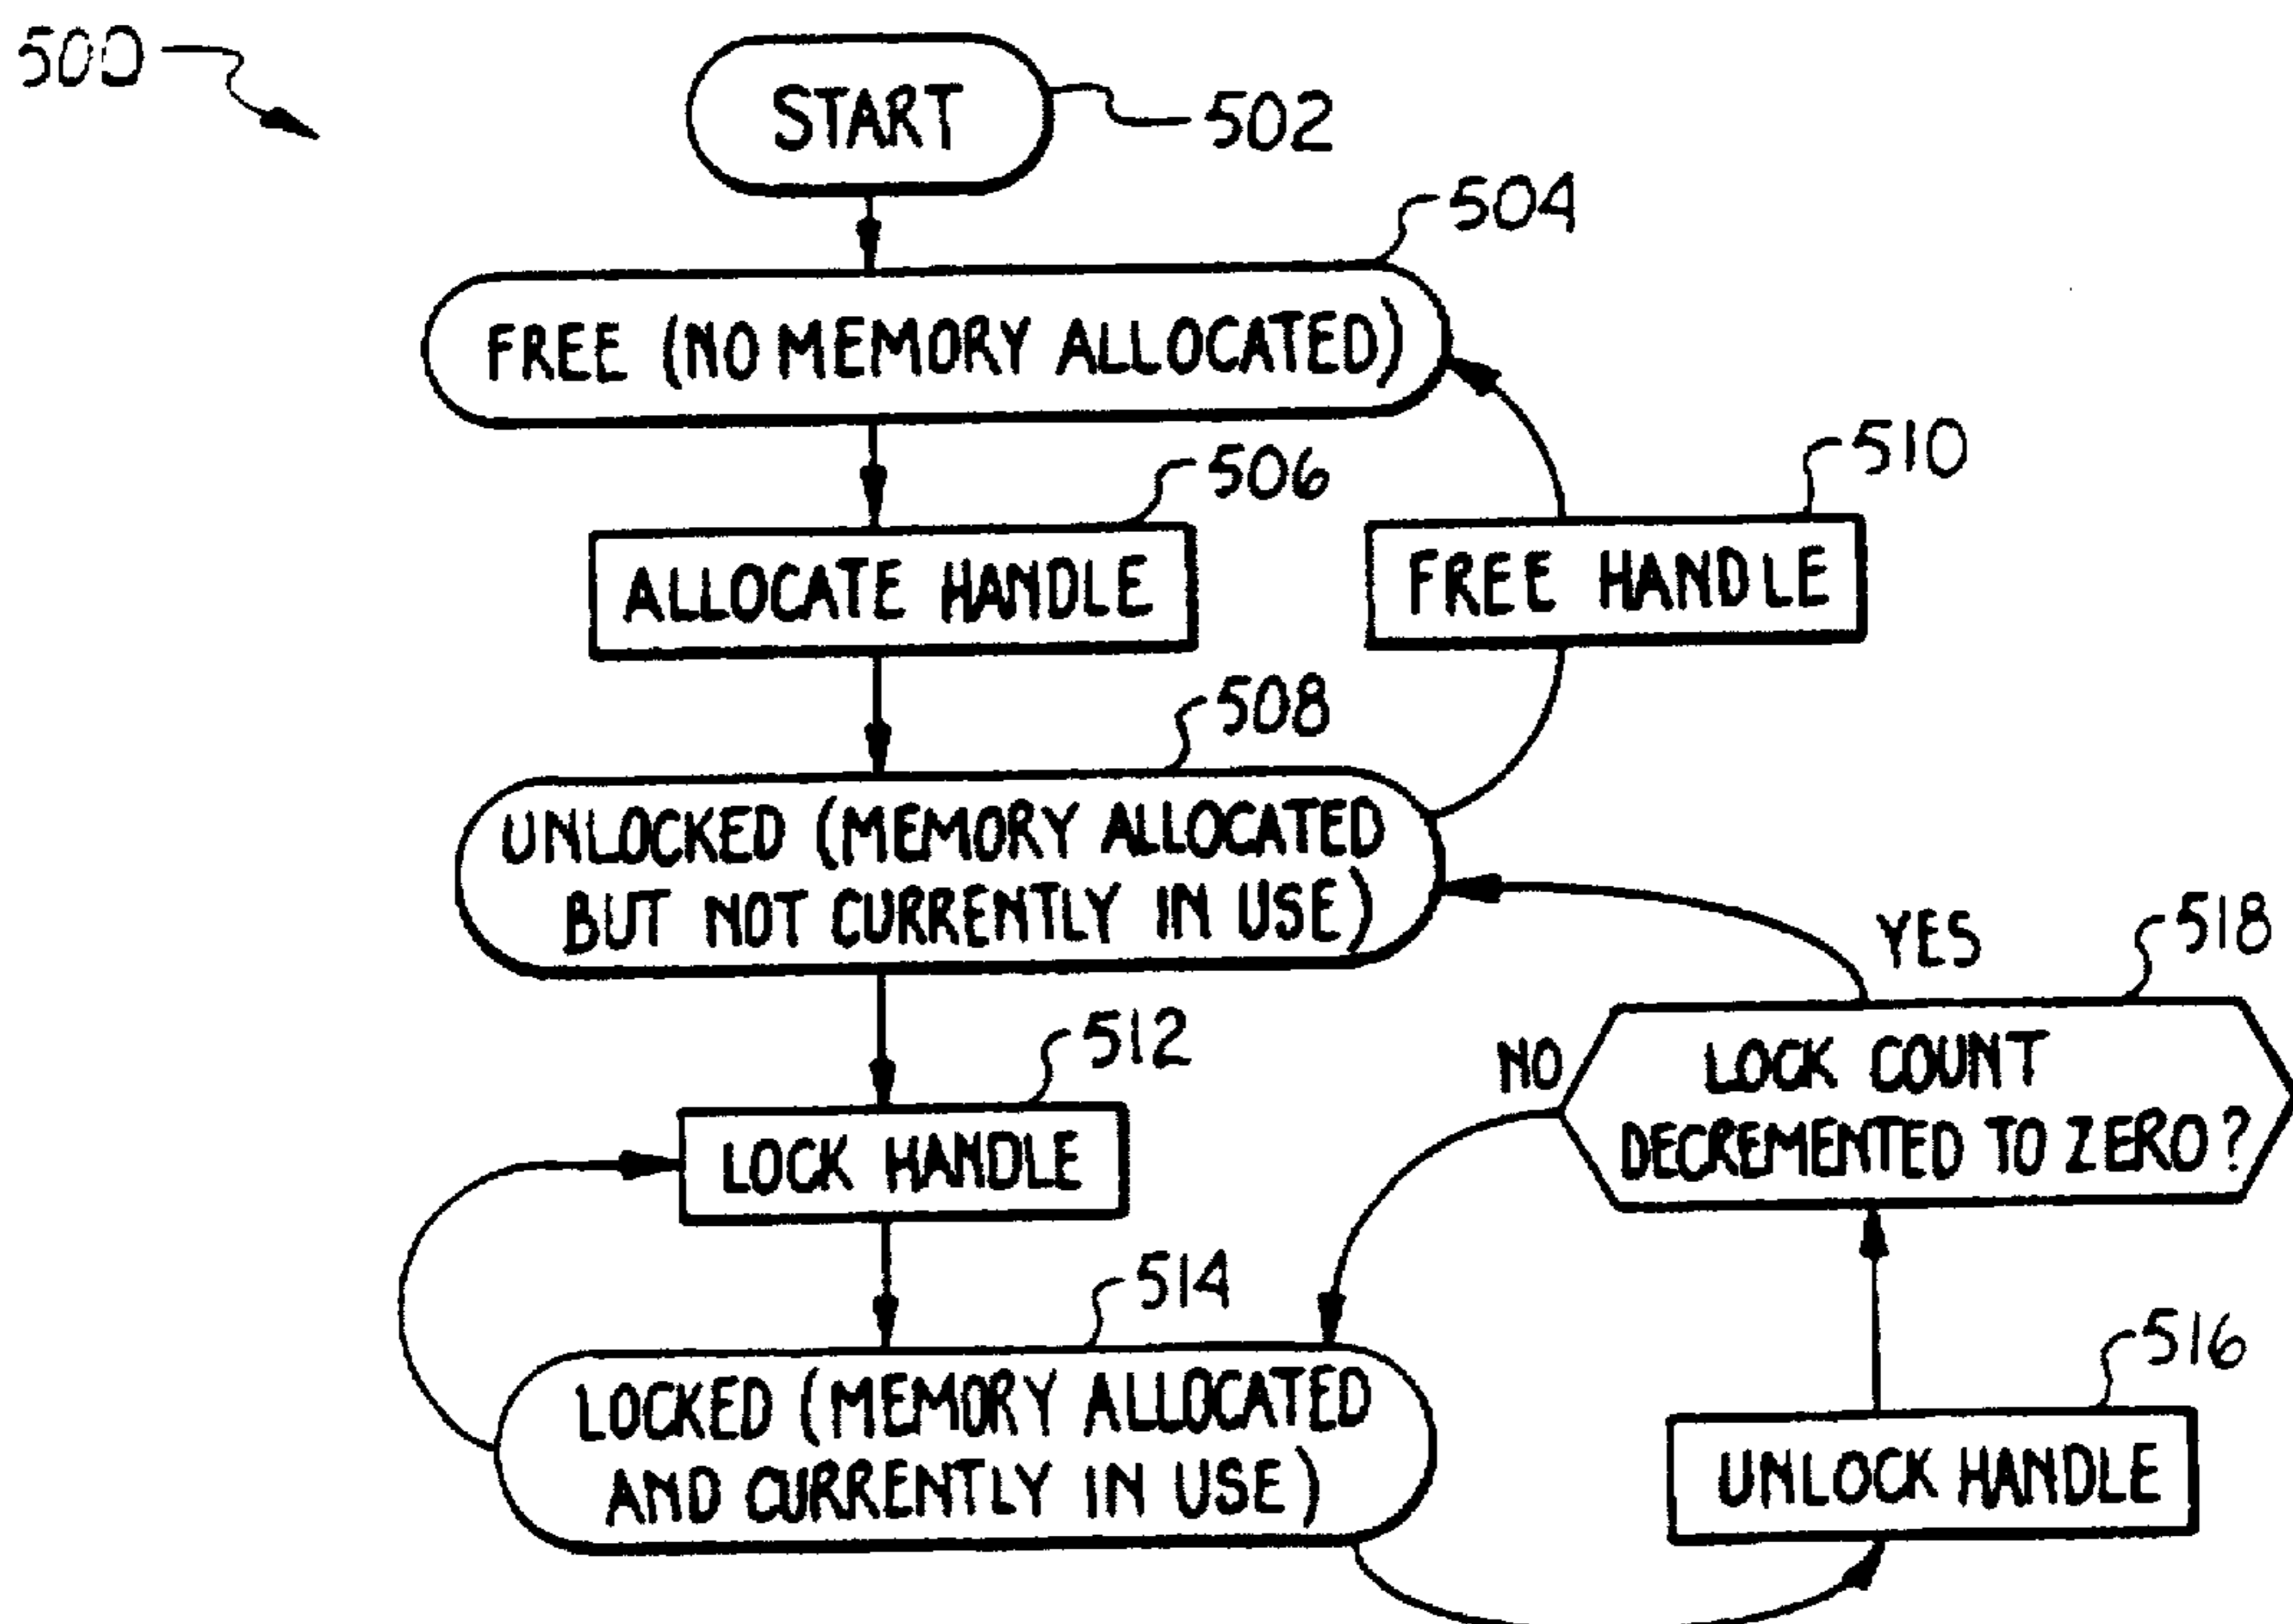 500
START
502
504
FREE (NO MEMORY ALLOCATED)
506
510
ALLOCATE HANDLE
FREE HANDLE
508
UNLOCKED (MEMORY ALLOCATED
BUT NOT CURRENTLY IN USE)
YES
518
512
NO
LOCK COUNT
DECREMENTED TO ZERO?
LOCK HANDLE
514
516
LOCKED (MEMORY ALLOCATED
AND CURRENTLY IN USE)
UNLOCK HANDLE